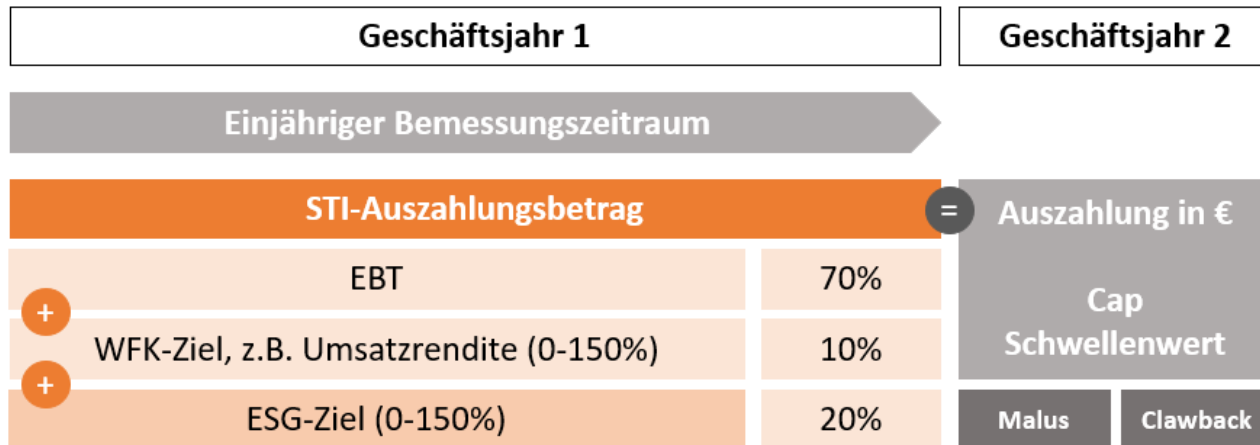 Geschäftsjahr 1
Geschäftsjahr 2
Einjähriger Bemessungszeitraum
STI-Auszahlungsbetrag
=
Auszahlung in €
EBT
70%
+
Cap
WFK-Ziel, z.B. Umsatzrendite (0-150%)
10%
Schwellenwert
+
ESG-Ziel (0-150%)
20%
Malus
Clawback